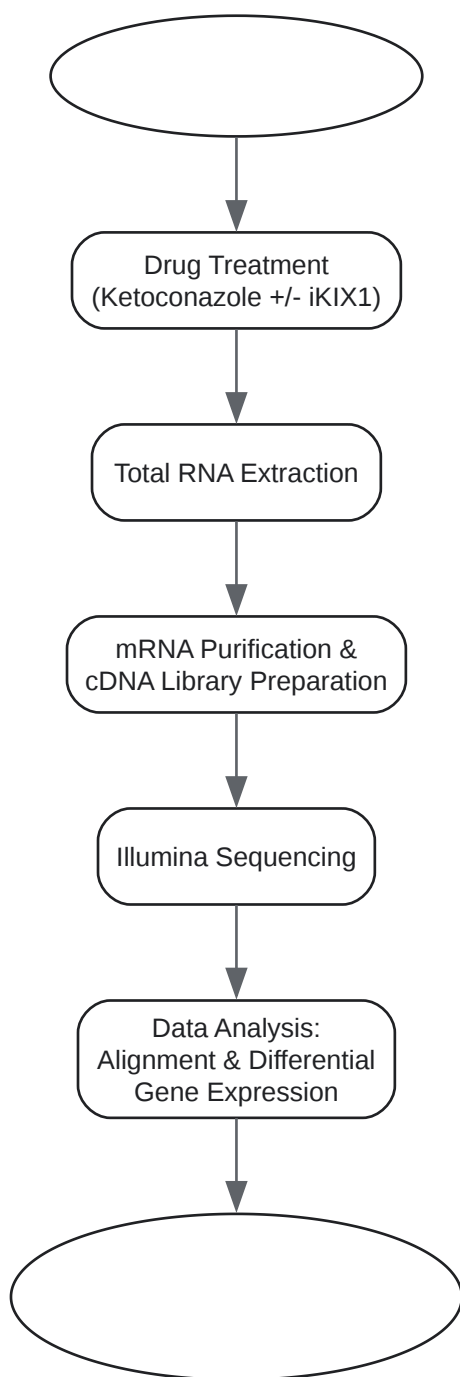 Drug Treatment
(Ketoconazole +/- iKIX1)
Total RNA Extraction
mRNA Purification &
cDNA Library Preparation
Illumina Sequencing
Data Analysis:
Alignment & Differential
Gene Expression